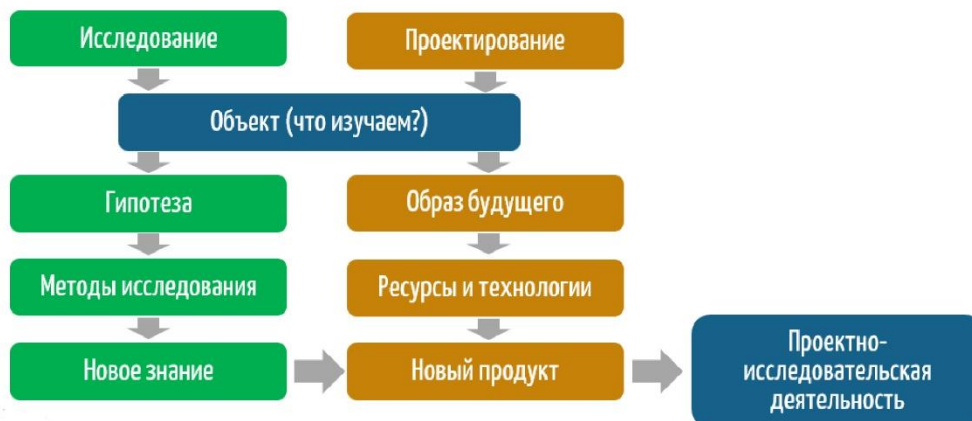 Исследование
Проектирование
Объект (что изучаем?)
Гипотеза
Образ будущего
Методы исследования
Ресурсы и технологии
Новое знание
Новый продукт
Проектно-
исследовательская
деятельность